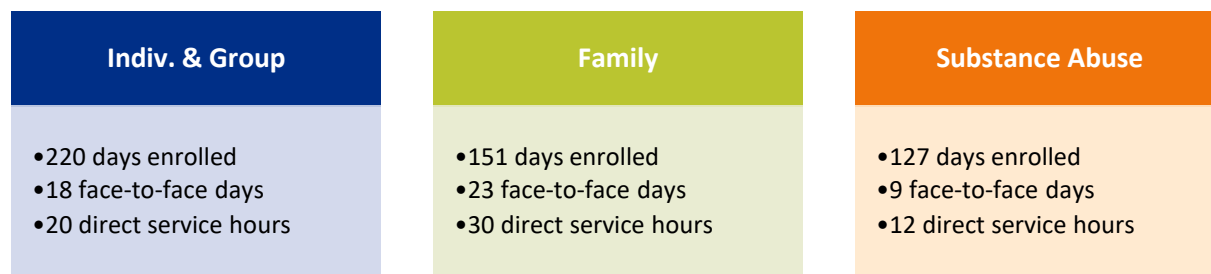 Indiv. & Group
•220 days enrolled
•18 face-to-face days
•20 direct service hours
Family
•151 days enrolled
•23 face-to-face days
•30 direct service hours
Substance Abuse
•127 days enrolled
•9 face-to-face days
•12 direct service hours